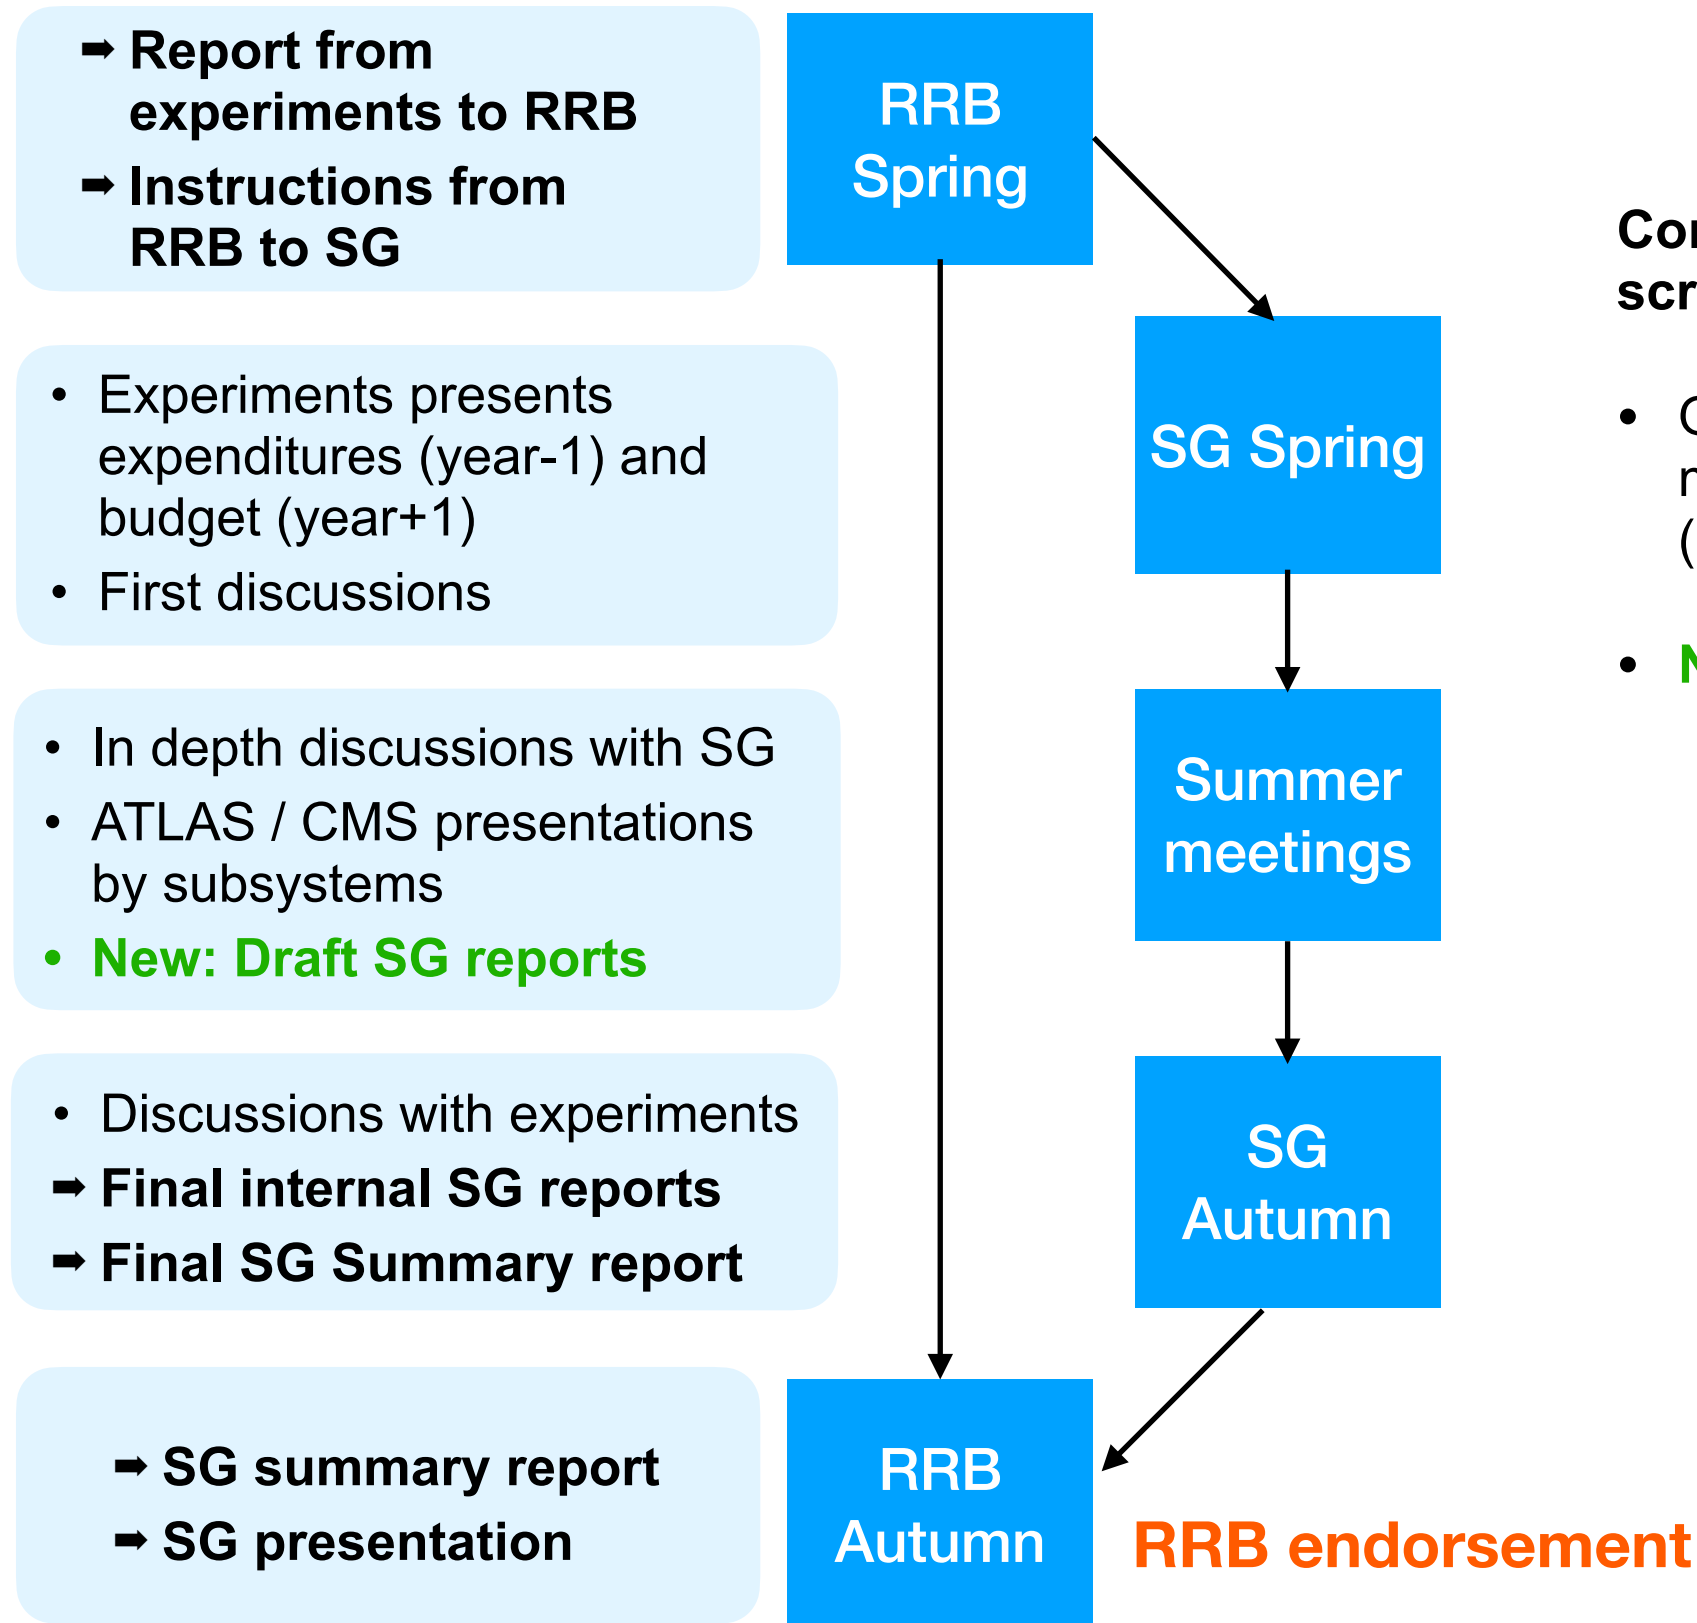 ➡ Report from
experiments to RRB
➡ Instructions from
RRB to SG
RRB
Spring
• Experiments presents
expenditures (year-1) and
budget (year+1)
• First discussions
SG Spring
• In depth discussions with SG
• ATLAS / CMS presentations
by subsystems
• New: Draft SG reports
Summer
meetings
• Discussions with experiments
➡ Final internal SG reports
➡ Final SG Summary report
SG
Autumn
➡ SG summary report
➡ SG presentation
RRB
Autumn
RRB endorsement